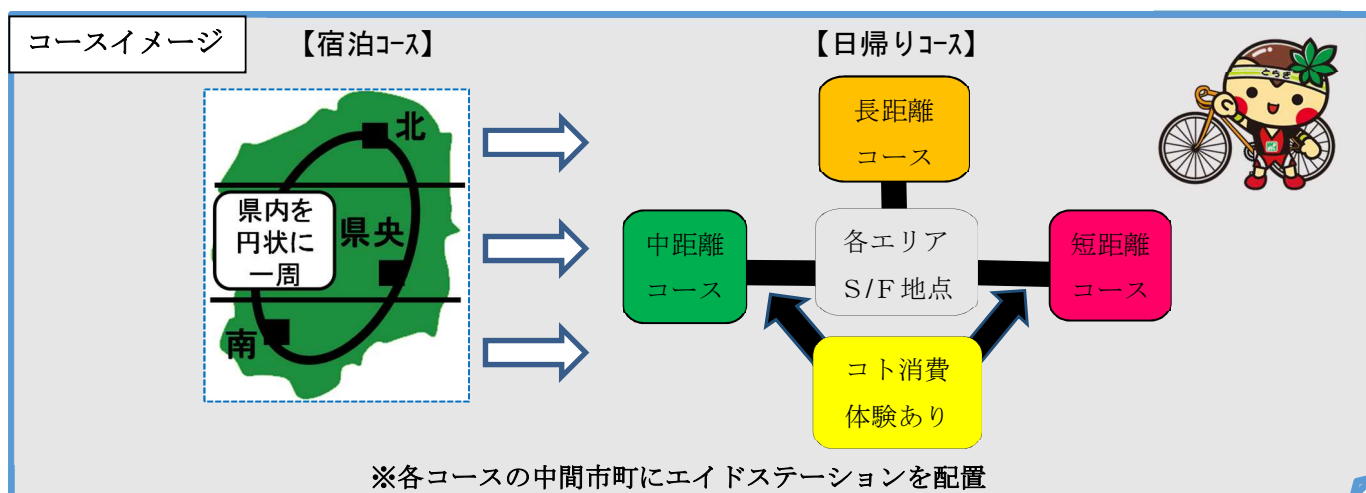 コースイメージ
【宿泊コース】
【日帰りコース】
北
県内を
円状に
一周
県央
南
長距離
コース
とちぎ
中距離
コース
各エリア
S/F地点
短距離
コース
コト消費
体験あり
※各コースの中間市町にエイドステーションを配置